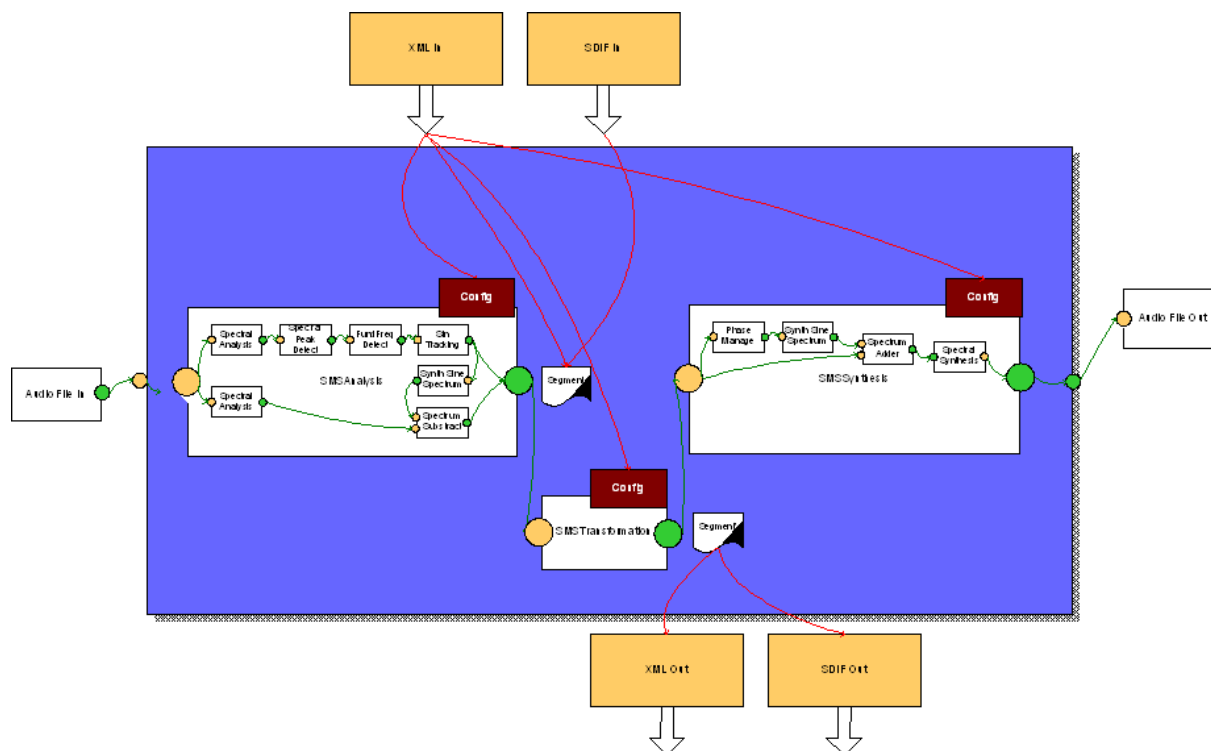 XML In
SDIF In
Config
Config
Spectral
Analysis
Spectral
Peak
Detect
FundFreq
Detect
Sin
Tracking
Phase
Manage
Synth Sine
Spectrum
Spectrum
Adder
Spectral
Synthesis
Audio File Out
SMSAnalysis
Synth Sine
Spectrum
SMSSynthesis
Segment
Audio File In
Spectral
Analysis
Spectrum
Substract
Config
SMSTransformation
Segment
XML Out
SDIF Out